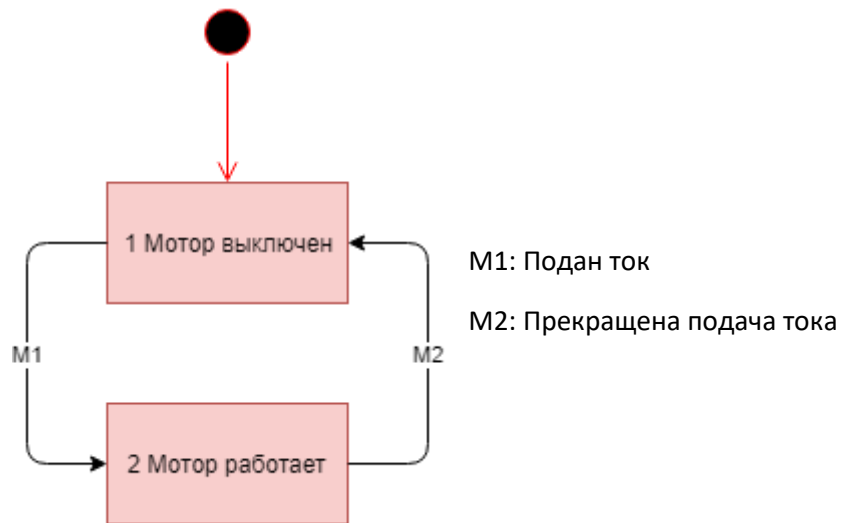 1 Мотор выключен
М1: Подан ток
М2: Прекращена подача тока
М1
М2
2 Мотор работает